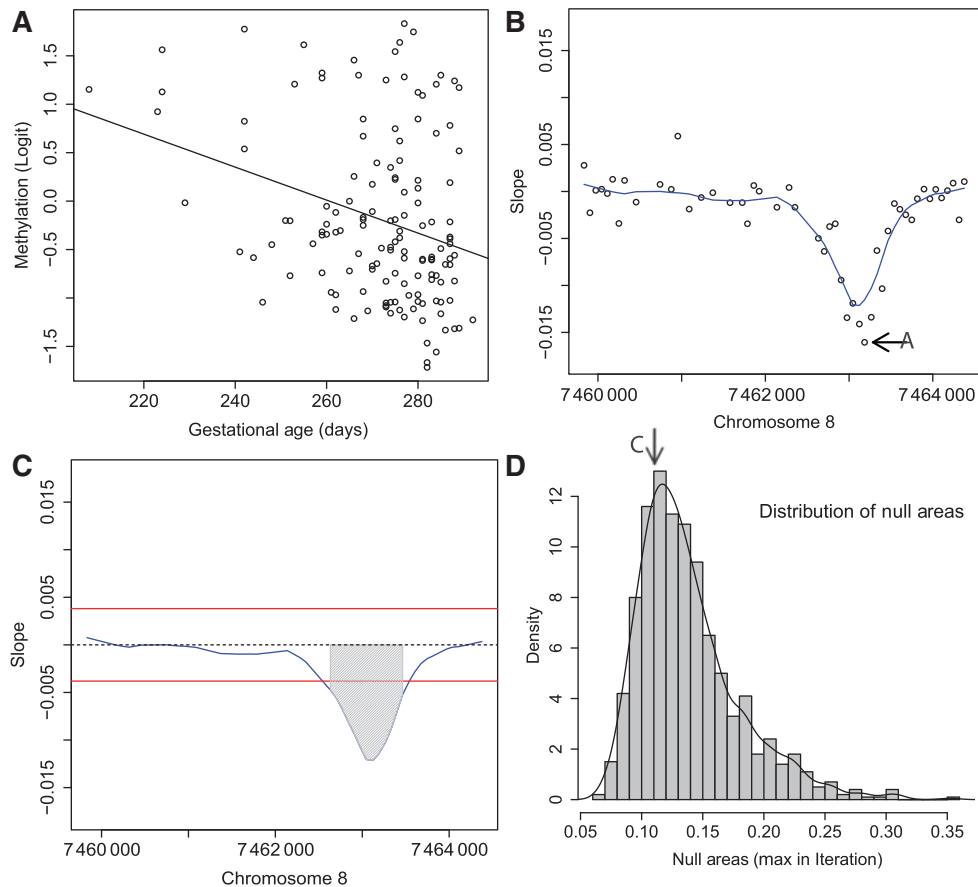 A
Methylation (Logit)
1.5
1.0
0.5
0.0
−0.5
−1.5
220 240 260 280
Gestational age (days)
B
Slope
0.015
0.005
−0.005
−0.015
A
7 460 000 7 462 000 7 464 000
Chromosome 8
C
Slope
0.015
0.005
−0.005
−0.015
7 460 000 7 462 000 7 464 000
Chromosome 8
D
C
Distribution of null areas
Density
12
10
8
6
4
2
0
0.05 0.10 0.15 0.20 0.25 0.30 0.35
Null areas (max in Iteration)